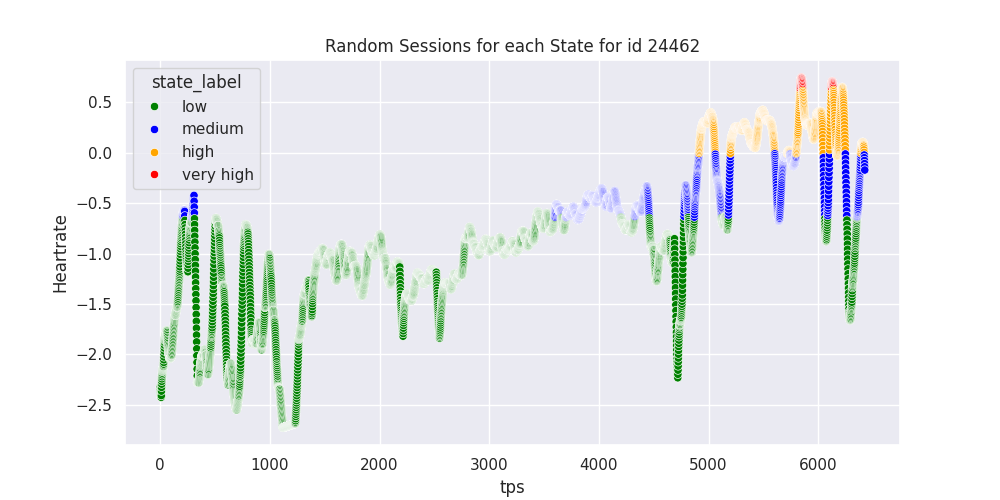 Random Sessions for each State for id 24462
state_label
low
medium
high
very high
Heartrate
0.5
0.0
−0.5
−1.0
−1.5
−2.0
−2.5
0 1000 2000 3000 4000 5000 6000
tps